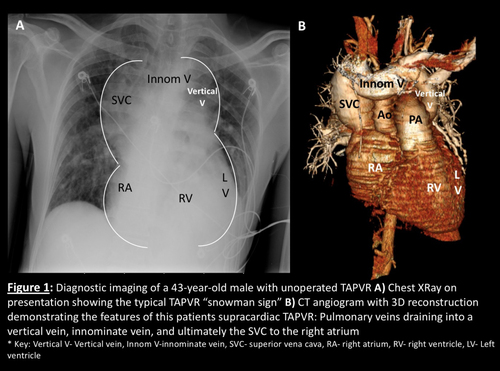 A
B
Innom V
Vertical
V
SVC
RA
RV
L
V
Innom V
Vertical
V
SVC
Ao
PA
RA
RV
L
V
Figure 1: Diagnostic imaging of a 43-year-old male with unoperated TAPVR A) Chest XRay on
presentation showing the typical TAPVR “snowman sign” B) CT angiogram with 3D reconstruction
demonstrating the features of this patients supracardiac TAPVR: Pulmonary veins draining into a
vertical vein, innominate vein, and ultimately the SVC to the right atrium
* Key: Vertical V- Vertical vein, Innom V-innominate vein, SVC- superior vena cava, RA- right atrium, RV- right ventricle, LV- Left
ventricle